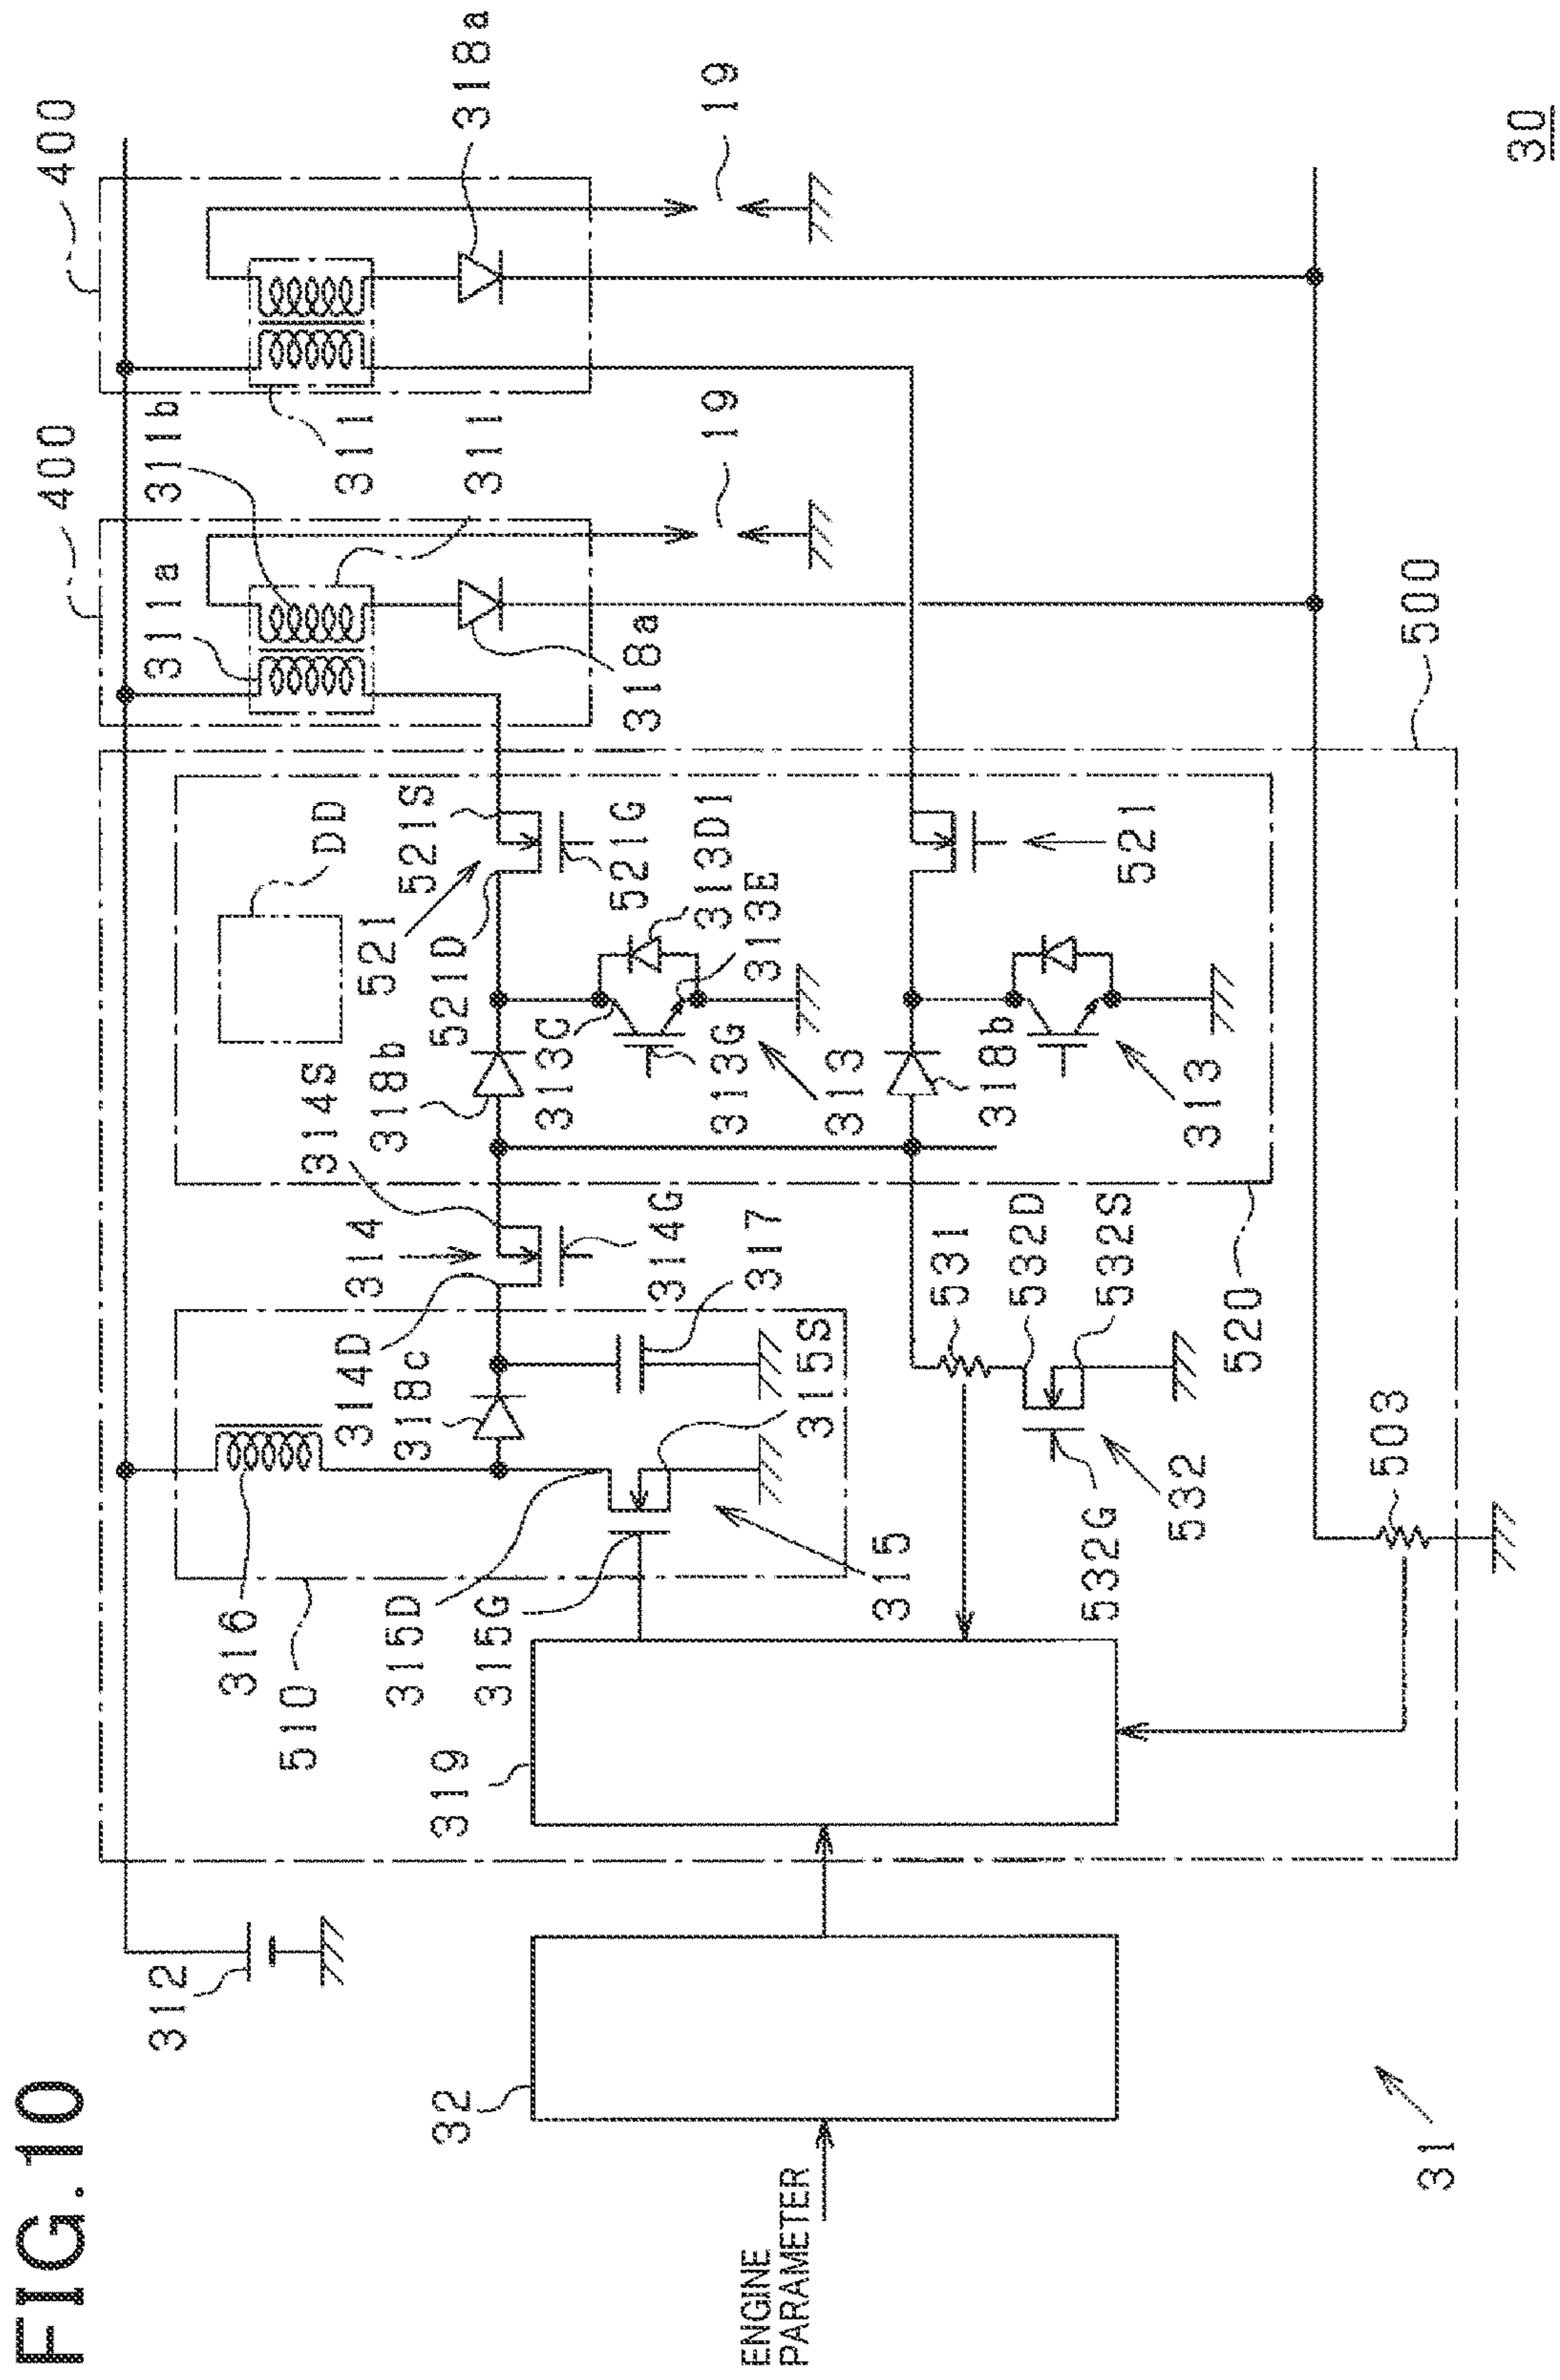 FIG.10
30
400
400
318a
19
19
311b
311
311
311a
318a
500
DD
521S
521
521D
521G
313D1
313E
521
314S
318b
313C
313G
313
318b
313
314
314G
317
531
532D
532S
520
314D
318c
315S
316
510
315D
315G
315
532G
532
503
319
312
32
31
ENGINE
PARAMETER